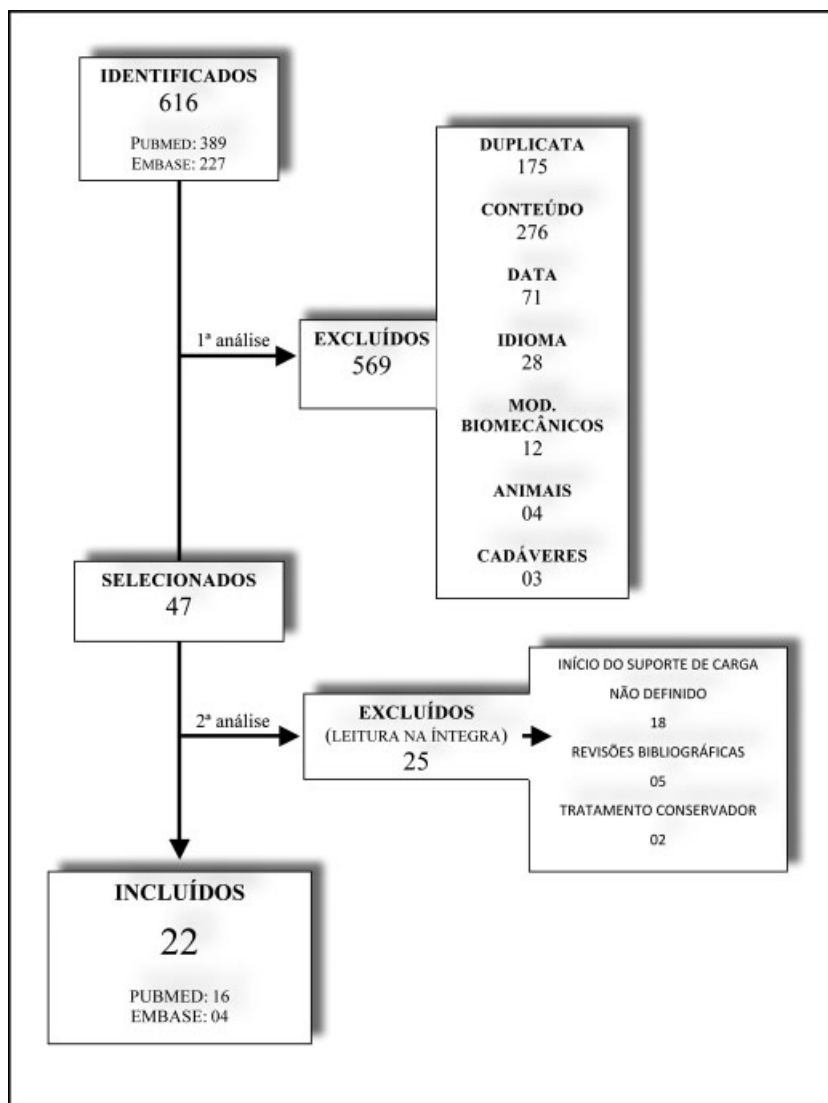 IDENTIFICADOS
616
PUBMED: 389
EMBASE: 227
1ª análise
EXCLUÍDOS
569
DUPLICATA
175
CONTEÚDO
276
DATA
71
IDIOMA
28
MOD.
BIOMECÂNICOS
12
ANIMAIS
04
CADÁVERES
03
SELECIONADOS
47
2ª análise
EXCLUÍDOS
(LEITURA NA ÍNTEGRA)
25
INÍCIO DO SUPORTE DE CARGA
NÃO DEFINIDO
18
REVISÕES BIBLIOGRÁFICAS
05
TRATAMENTO CONSERVADOR
02
INCLUÍDOS
22
PUBMED: 16
EMBASE: 04